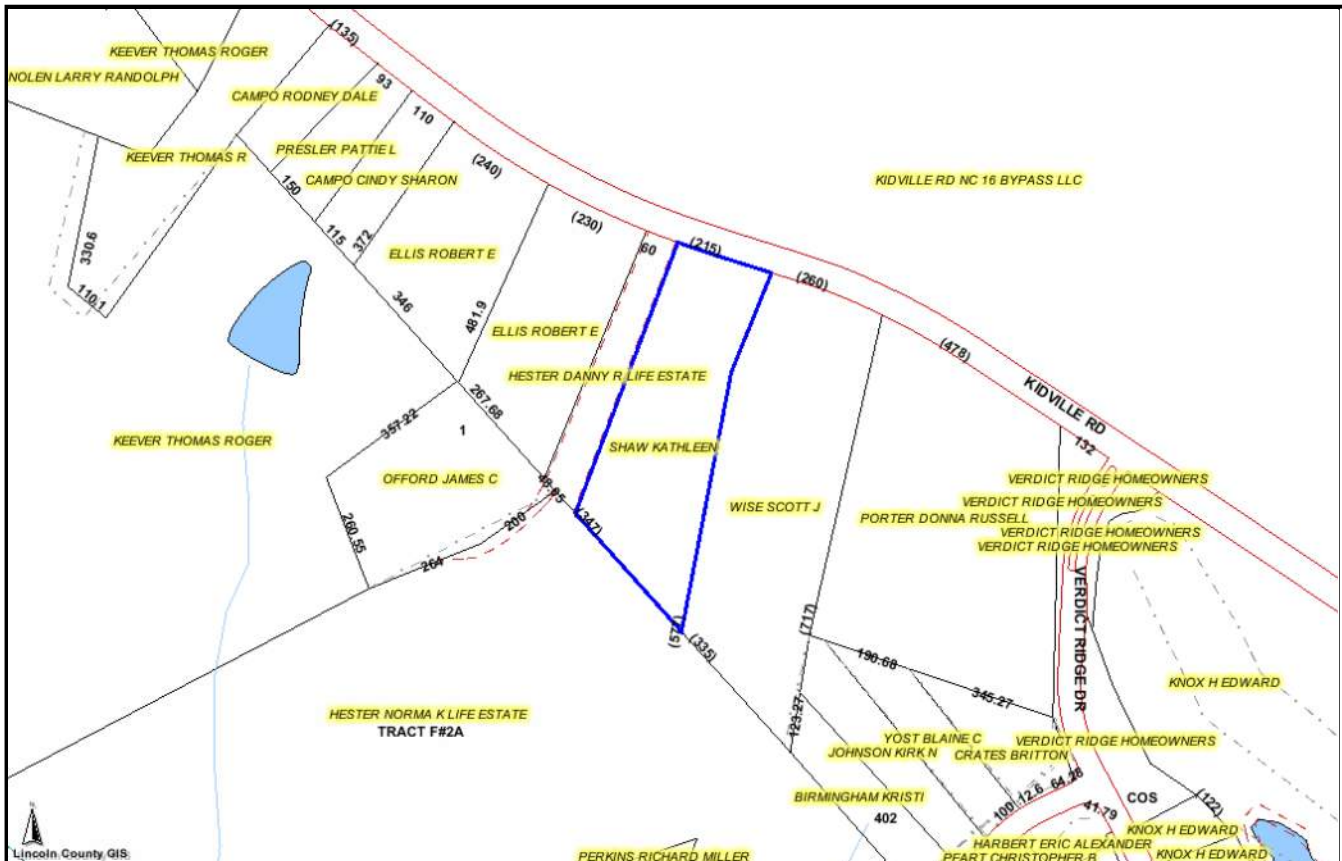 (135)
KEEVER THOMAS ROGER
NOLEN LARRY RANDOLPH
93
CAMPO RODNEY DALE
110
KEEVER THOMAS R
PRESLER PATTIE L
(240)
CAMPO CINDY SHARON
150
KIDVILLE RD NC 16 BYPASS LLC
(230)
115
372
330.6
60
(215)
ELLIS ROBERT E
(260)
110.1
346
481.9
ELLIS ROBERT E
(478)
HESTER DANNY R LIFE ESTATE
KIDVILLE RD
267.68
357.22
1
KEEVER THOMAS ROGER
SHAW KATHLEEN
132
OFFORD JAMES C
VERDICT RIDGE HOMEOWNERS
48.05
VERDICT RIDGE HOMEOWNERS
WISE SCOTT J
PORTER DONNA RUSSELL
200
(347)
VERDICT RIDGE HOMEOWNERS
VERDICT RIDGE HOMEOWNERS
260.55
264
VERDICT RIDGE DR
(717)
(335)
190.68
KNOX H EDWARD
345.27
HESTER NORMA K LIFE ESTATE
TRACT F#2A
123.27
YOST BLAINE C
VERDICT RIDGE HOMEOWNERS
JOHNSON KIRK N
CRATES BRITTON
BIRMINGHAM KRISTI
402
100
12.6
64.28
41.79
COS
(122)
N
KNOX H EDWARD
HARBERT ERIC ALEXANDER
Lincoln County GIS
PERKINS RICHARD MILLER
PEART CHRISTOPHER B
KNOX H EDWARD